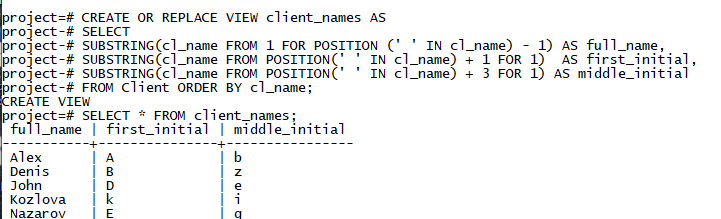 project=# CREATE OR REPLACE VIEW client_names AS
project-# SELECT
project-# SUBSTRING(cl_name FROM 1 FOR POSITION (' ' IN cl_name) - 1) AS full_name,
project-# SUBSTRING(cl_name FROM POSITION(' ' IN cl_name) + 1 FOR 1)  AS first_initial,
project-# SUBSTRING(cl_name FROM POSITION(' ' IN cl_name) + 3 FOR 1) AS middle_initial
project-# FROM Client ORDER BY cl_name;
CREATE VIEW
project=# SELECT * FROM client_names;
 full_name | first_initial | middle_initial
-----------+---------------+----------------
 Alex      | A             | b
 Denis     | B             | z
 John      | D             | e
 Kozlova   | k             | i
 Nazarov   | E             | g